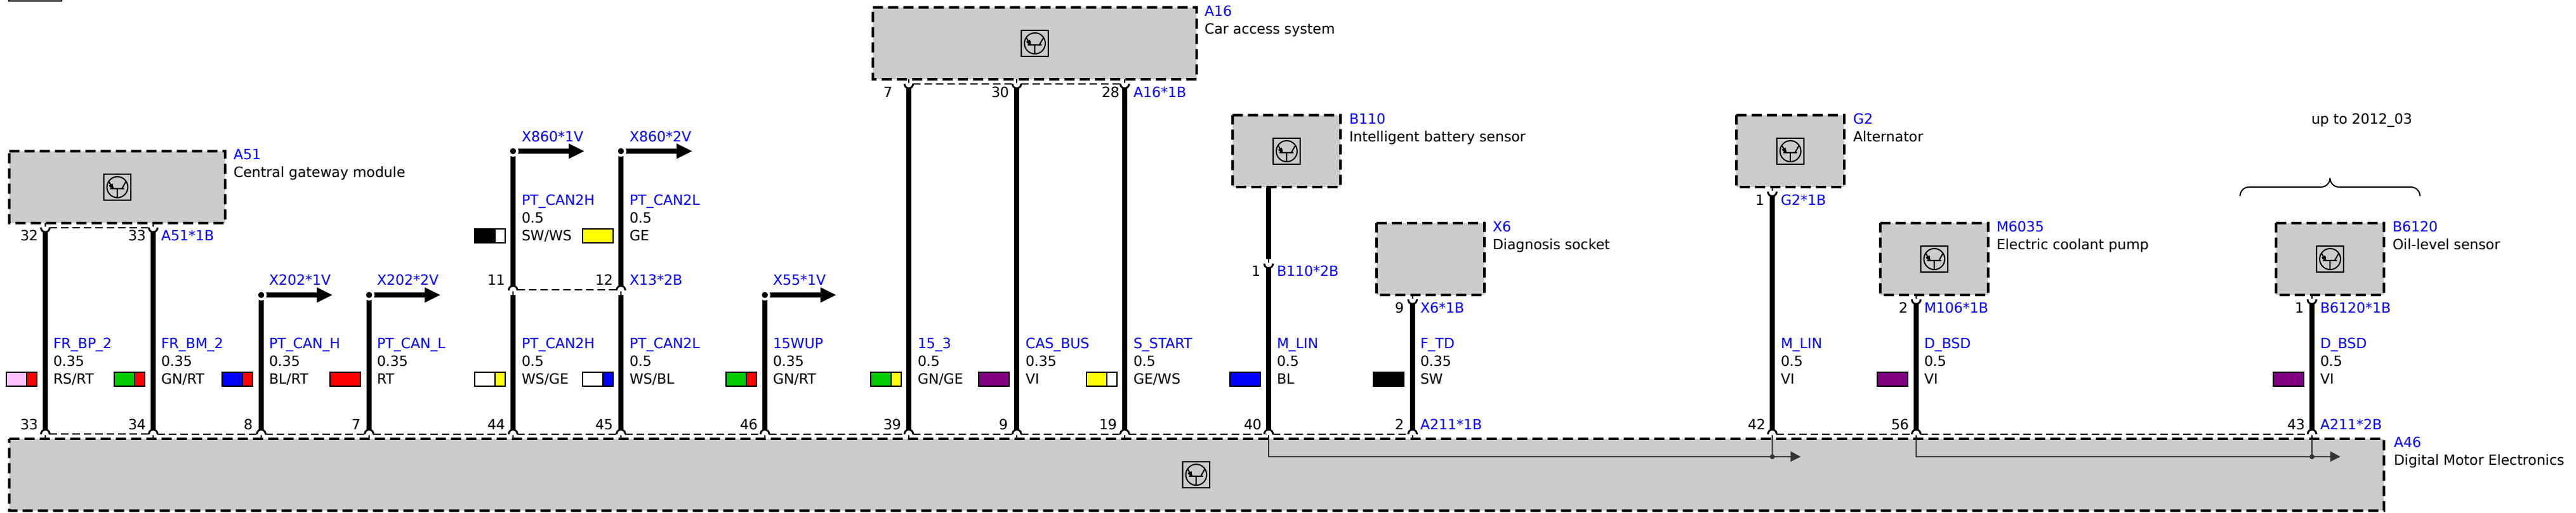 A16
Car access system
7
30
28
A16*1B
B110
Intelligent battery sensor
G2
Alternator
up to 2012_03
X860*1V
X860*2V
A51
Central gateway module
PT_CAN2H
0.5
SW/WS
PT_CAN2L
0.5
GE
1
G2*1B
32
33
A51*1B
X6
Diagnosis socket
M6035
Electric coolant pump
B6120
Oil-level sensor
X202*1V
X202*2V
11
12
X13*2B
X55*1V
1
B110*2B
9
X6*1B
2
M106*1B
1
B6120*1B
FR_BP_2
0.35
RS/RT
FR_BM_2
0.35
GN/RT
PT_CAN_H
0.35
BL/RT
PT_CAN_L
0.35
RT
PT_CAN2H
0.5
WS/GE
PT_CAN2L
0.5
WS/BL
15WUP
0.35
GN/RT
15_3
0.5
GN/GE
CAS_BUS
0.35
VI
S_START
0.5
GE/WS
M_LIN
0.5
BL
F_TD
0.35
SW
M_LIN
0.5
VI
D_BSD
0.5
VI
D_BSD
0.5
VI
33
34
8
7
44
45
46
39
9
19
40
2
A211*1B
42
56
43
A211*2B
A46
Digital Motor Electronics